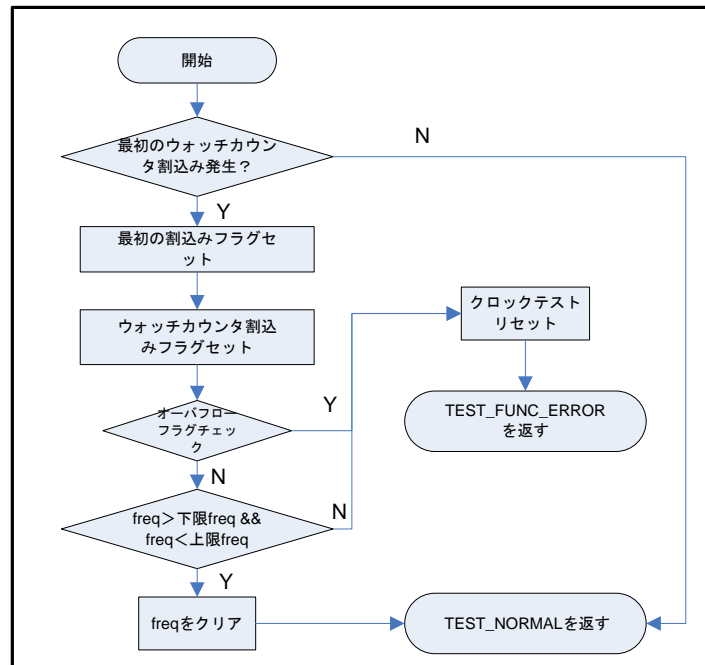 開始
最初のウォッチカウン
タ割込み発生？
N
Y
最初の割込みフラグセ
ット
ウォッチカウンタ割込
みフラグセット
クロックテスト
リセット
オーバフロー
フラグチェッ
ク
Y
TEST_FUNC_ERROR
を返す
N
freq＞下限freq &&
freq＜上限freq
N
Y
freqをクリア
TEST_NORMALを返す